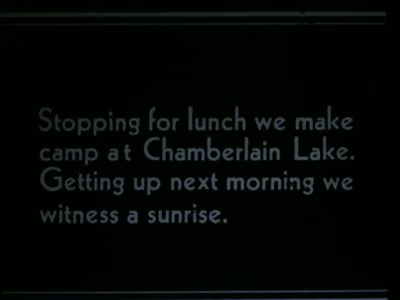 Stopping for lunch we make
camp at Chamberlain Lake.
Getting up next morning we
witness a sunrise.